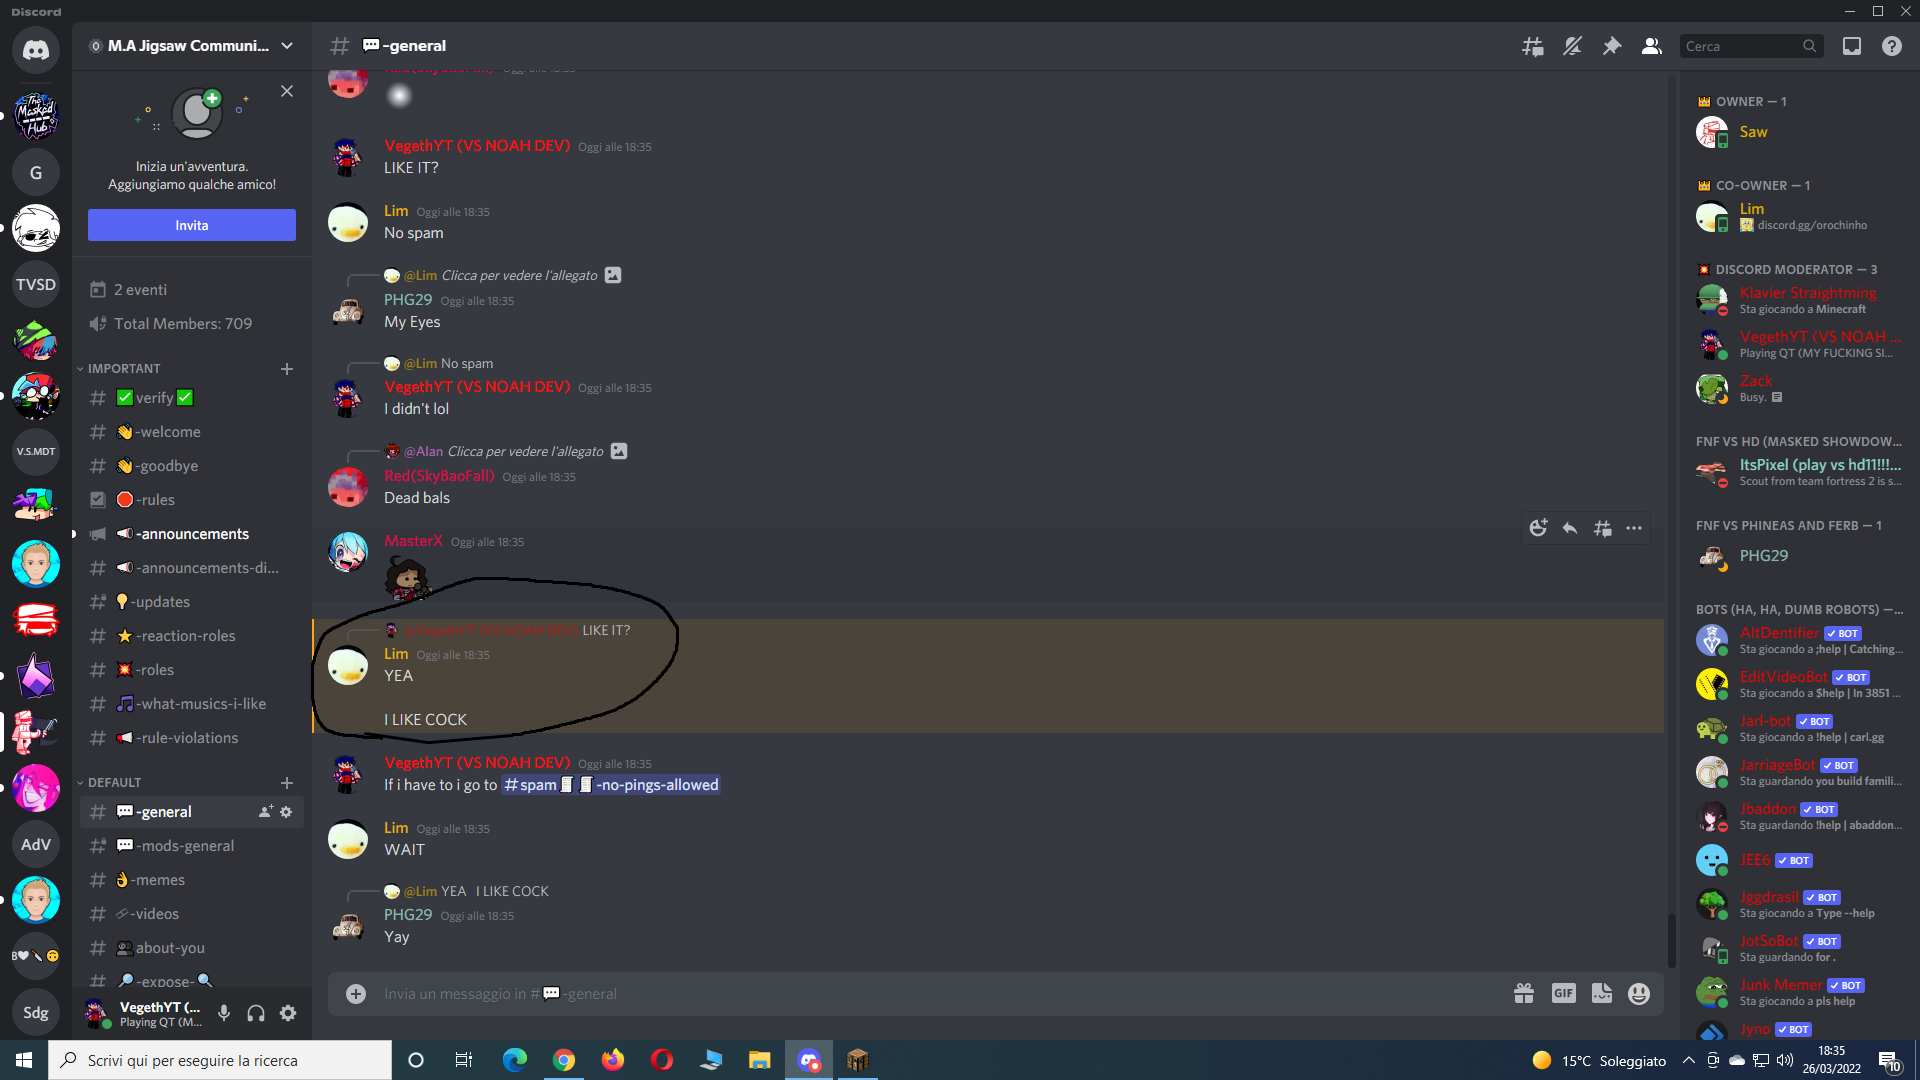 Discord
M.A Jigsaw Communi...
Inizia un'avventura.
Aggiungiamo qualche amico!
Invita
2 eventi
Total Members: 709
IMPORTANT
✅verify✅
👋-welcome
👋-goodbye
🛑-rules
📢-announcements
📢-announcements-di...
💡-updates
⭐-reaction-roles
💥-roles
🎵-what-musics-i-like
📢-rule-violations
DEFAULT
💬-general
💬-mods-general
👌-memes
🔗-videos
👥about-you
🔎-expose-🔍
VegethYT (...
Playing QT (M...
The Masked Hub
G
TVSD
V.S.MDT
AdV
B🤍🔪🙃
Sdg
# 💬-general
Cerca
Oggi alle 18:35
VegethYT (VS NOAH DEV) Oggi alle 18:35
LIKE IT?
Lim Oggi alle 18:35
No spam
@Lim Clicca per vedere l'allegato
PHG29 Oggi alle 18:35
My Eyes
@Lim No spam
VegethYT (VS NOAH DEV) Oggi alle 18:35
I didn't lol
@Alan Clicca per vedere l'allegato
Red(SkyBaoFall) Oggi alle 18:35
Dead bals
MasterX Oggi alle 18:35
@VegethYT (VS NOAH DEV) LIKE IT?
Lim Oggi alle 18:35
YEA
I LIKE COCK
VegethYT (VS NOAH DEV) Oggi alle 18:35
If i have to i go to #spam🧻🧻-no-pings-allowed
Lim Oggi alle 18:35
WAIT
@Lim YEA I LIKE COCK
PHG29 Oggi alle 18:35
Yay
Invia un messaggio in #💬-general
GIF
👑 OWNER — 1
Saw
👑 CO-OWNER — 1
Lim
discord.gg/orochinho
💥 DISCORD MODERATOR — 3
Klavier Straightming
Sta giocando a Minecraft
VegethYT (VS NOAH ...
Playing QT (MY FUCKING SI...
Zack
Busy.
FNF VS HD (MASKED SHOWDOW...
ItsPixel (play vs hd11!!!...
Scout from team fortress 2 is s...
FNF VS PHINEAS AND FERB — 1
PHG29
BOTS (HA, HA, DUMB ROBOTS) —...
AltDentifier ✓ BOT
Sta giocando a ;help | Catching...
EditVideoBot ✓ BOT
Sta giocando a $help | In 3851 ...
Jarl-bot ✓ BOT
Sta giocando a !help | carl.gg
JarriageBot ✓ BOT
Sta guardando you build famili...
Jbaddon ✓ BOT
Sta guardando !help | abaddon...
JEE6 ✓ BOT
Jggdrasil ✓ BOT
Sta giocando a Type --help
JotSoBot ✓ BOT
Sta guardando for .
Junk Memer ✓ BOT
Sta giocando a pls help
Jyno ✓ BOT
Scrivi qui per eseguire la ricerca
15°C Soleggiato
18:35
26/03/2022
10